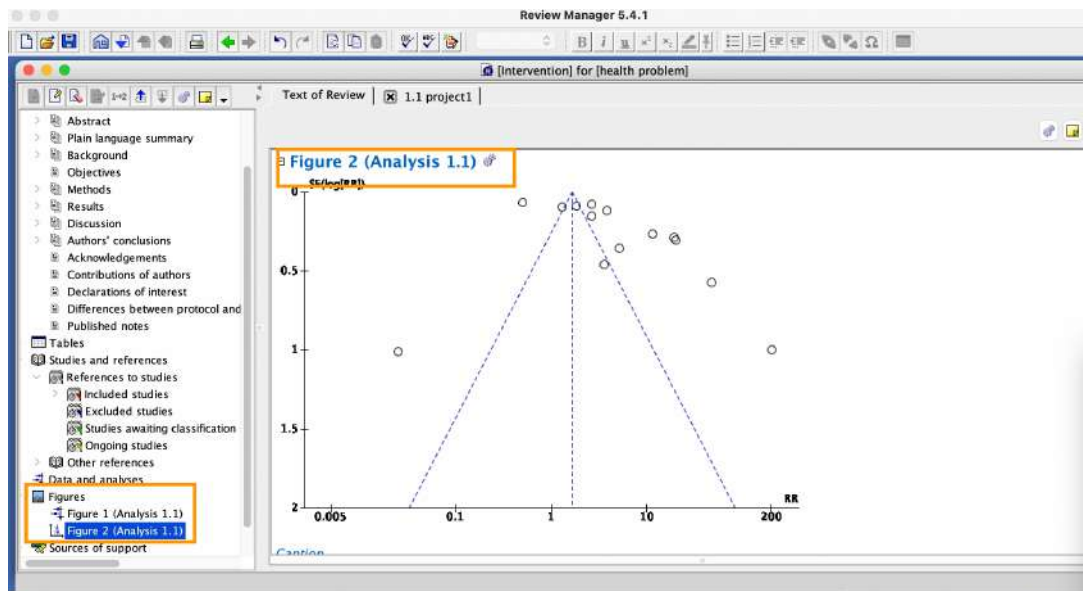 Review Manager 5.4.1
[Intervention] for [health problem]
Text of Review
1.1 project1
Abstract
Plain language summary
Background
Objectives
Methods
Results
Discussion
Authors' conclusions
Acknowledgements
Contributions of authors
Declarations of interest
Differences between protocol and
Published notes
Tables
Studies and references
References to studies
Included studies
Excluded studies
Studies awaiting classification
Ongoing studies
Other references
Data and analyses
Figures
Figure 1 (Analysis 1.1)
Figure 2 (Analysis 1.1)
Sources of support
Figure 2 (Analysis 1.1)
SE(log[RR])
0
0.5
1
1.5
2
0.005 0.1 1 10 200
RR
Caption